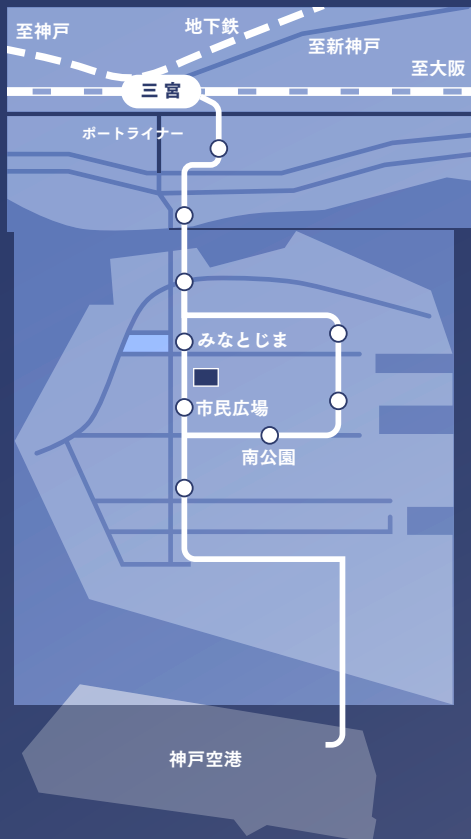 至神戸
地下鉄
至新神戸
至大阪
三宮
ポートライナー
みなとじま
市民広場
南公園
神戸空港